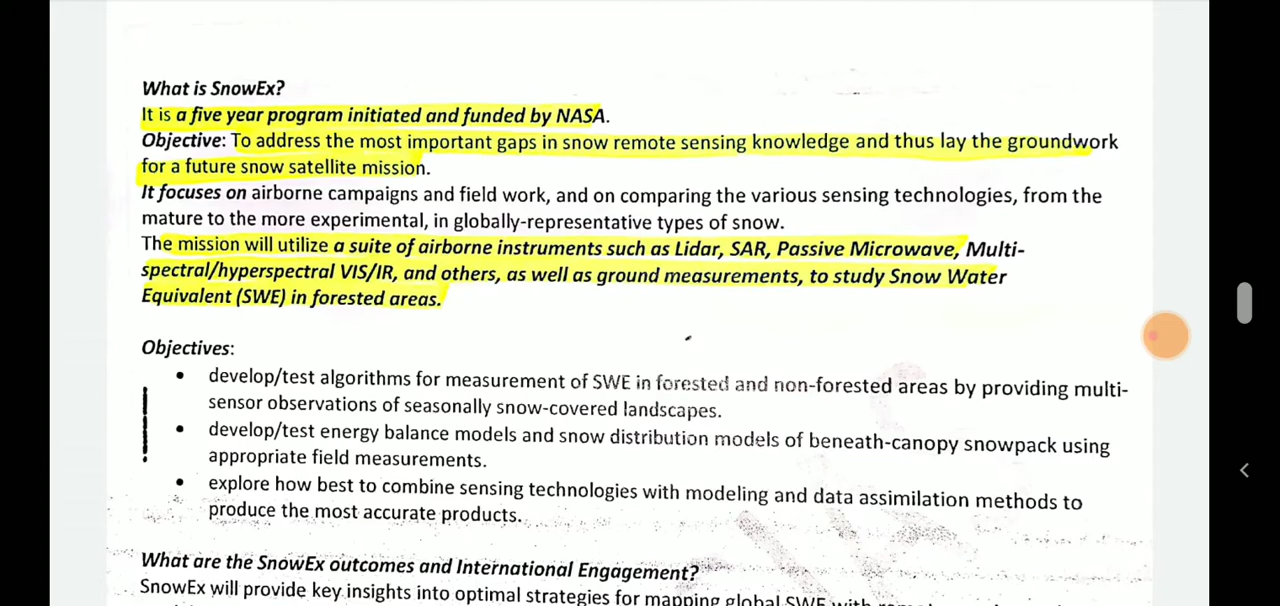 What is SnowEx?
It is a five year program initiated and funded by NASA.
Objective: To address the most important gaps in snow remote sensing knowledge and thus lay the groundwork
for a future snow satellite mission.
It focuses on airborne campaigns and field work, and on comparing the various sensing technologies, from the
mature to the more experimental, in globally-representative types of snow.
The mission will utilize a suite of airborne instruments such as Lidar, SAR, Passive Microwave, Multi-
spectral/hyperspectral VIS/IR, and others, as well as ground measurements, to study Snow Water
Equivalent (SWE) in forested areas.
Objectives:
• develop/test algorithms for measurement of SWE in forested and non-forested areas by providing multi-
sensor observations of seasonally snow-covered landscapes.
• develop/test energy balance models and snow distribution models of beneath-canopy snowpack using
appropriate field measurements.
• explore how best to combine sensing technologies with modeling and data assimilation methods to
produce the most accurate products.
What are the SnowEx outcomes and International Engagement?
SnowEx will provide key insights into optimal strategies for mapping global SWE with